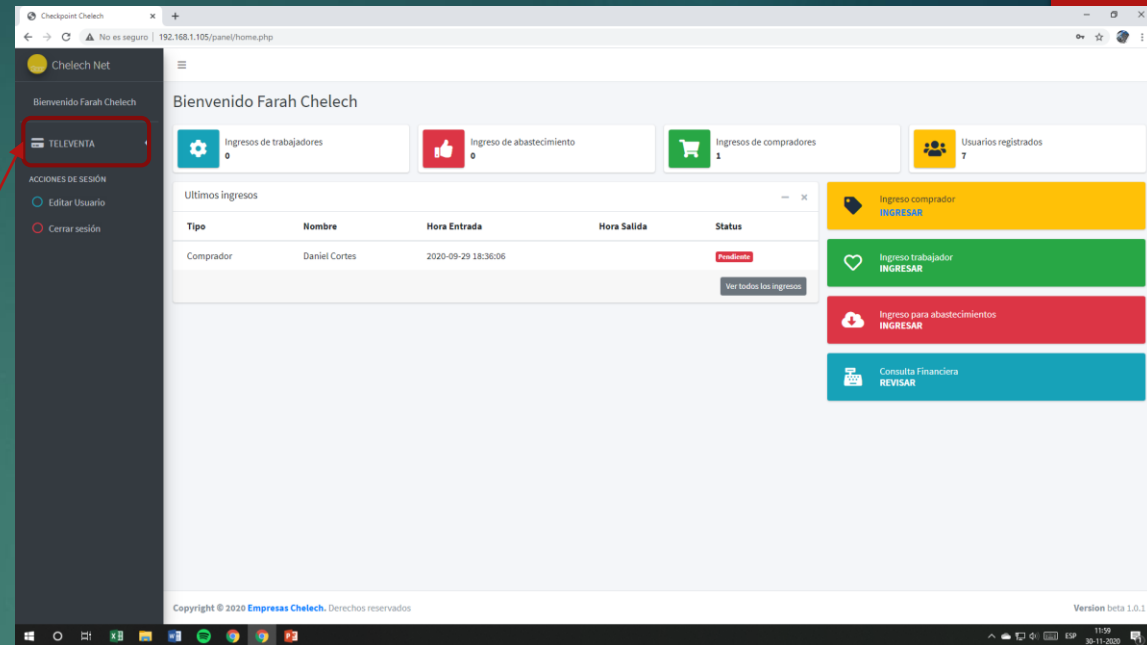 Checkpoint Chelech
No es seguro | 192.168.1.105/panel/home.php
Chelech Net
Bienvenido Farah Chelech
TELEVENTA
ACCIONES DE SESIÓN
Editar Usuario
Cerrar sesión
Bienvenido Farah Chelech
Ingresos de trabajadores
0
Ingreso de abastecimiento
0
Ingresos de compradores
1
Usuarios registrados
7
Ultimos ingresos
Tipo Nombre Hora Entrada Hora Salida Status
Comprador Daniel Cortes 2020-09-29 18:36:06 Pendiente
Ver todos los ingresos
Ingreso comprador
INGRESAR
Ingreso trabajador
INGRESAR
Ingreso para abastecimientos
INGRESAR
Consulta Financiera
REVISAR
Copyright © 2020 Empresas Chelech. Derechos reservados
Version beta 1.0.1
ESP
11:59
30-11-2020